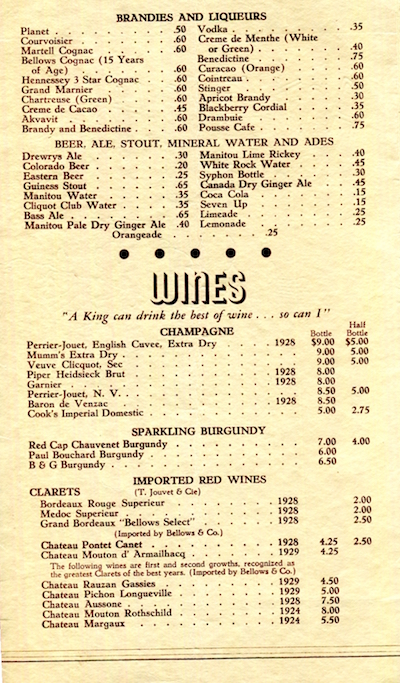 BRANDIES AND LIQUEURS
Planet .50
Courvoisier .60
Martell Cognac .60
Bellows Cognac (15 Years
of Age) .60
Hennessey 3 Star Cognac .60
Grand Marnier .60
Chartreuse (Green) .60
Creme de Cacao .45
Akvavit .60
Brandy and Benedictine .60
Vodka .35
Creme de Menthe (White
or Green) .40
Benedictine .75
Curacao (Orange) .60
Cointreau .60
Stinger .50
Apricot Brandy .30
Blackberry Cordial .35
Drambuie .60
Pousse Cafe .75
BEER, ALE, STOUT, MINERAL WATER AND ADES
Drewrys Ale .30
Colorado Beer .20
Eastern Beer .25
Guiness Stout .65
Manitou Water .35
Cliquot Club Water .35
Bass Ale .65
Manitou Pale Dry Ginger Ale .40
Manitou Lime Rickey .40
White Rock Water .45
Syphon Bottle .30
Canada Dry Ginger Ale .45
Coca Cola .15
Seven Up .15
Limeade .25
Lemonade .25
Orangeade .25
WINES
"A King can drink the best of wine . . . so can I"
CHAMPAGNE
Bottle Half Bottle
Perrier-Jouet, English Cuvee, Extra Dry 1928 $9.00 $5.00
Mumm's Extra Dry 9.00 5.00
Veuve Clicquot, Sec 9.00 5.00
Piper Heidsieck Brut 1928 8.00
Garnier 1928 8.00
Perrier-Jouet, N. V. 8.50 5.00
Baron de Venzac 1928 8.50
Cook's Imperial Domestic 5.00 2.75
SPARKLING BURGUNDY
Red Cap Chauvenet Burgundy 7.00 4.00
Paul Bouchard Burgundy 6.00
B & G Burgundy 6.50
IMPORTED RED WINES
CLARETS (T. Jouvet & Cie)
Bordeaux Rouge Superieur 1928 2.00
Medoc Superieur 1928 2.00
Grand Bordeaux "Bellows Select" 1928 2.50
(Imported by Bellows & Co.)
Chateau Pontet Canet 1928 4.25 2.50
Chateau Mouton d' Armailhacq 1929 4.25
The following wines are first and second growths, recognized as
the greatest Clarets of the best years. (Imported by Bellows & Co.)
Chateau Rauzan Gassies 1929 4.50
Chateau Pichon Longueville 1929 5.00
Chateau Aussone 1928 7.50
Chateau Mouton Rothschild 1924 8.00
Chateau Margaux 1924 5.50